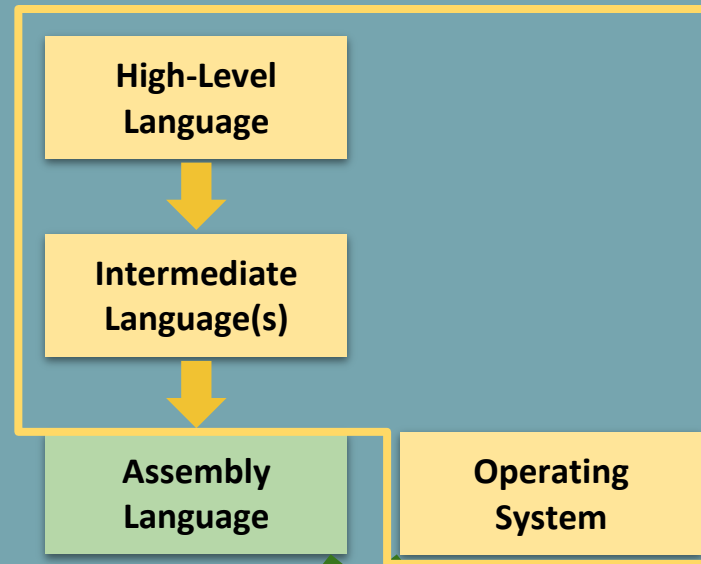 High-Level
Language
Intermediate
Language(s)
Assembly
Language
Operating
System